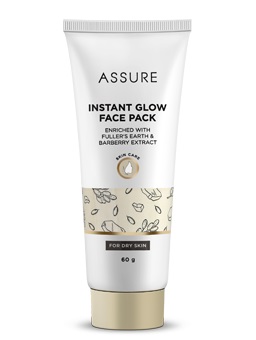 ASSURE
INSTANT GLOW
FACE PACK
ENRICHED WITH
FULLER'S EARTH &
BARBERRY EXTRACT
SKIN CARE
FOR DRY SKIN
60 g